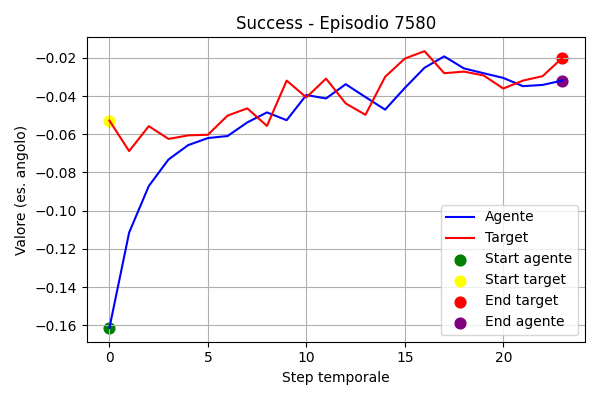 Success - Episodio 7580
Valore (es. angolo)
−0.02
−0.04
−0.06
−0.08
−0.10
−0.12
−0.14
−0.16
0
5
10
15
20
Step temporale
Agente
Target
Start agente
Start target
End target
End agente